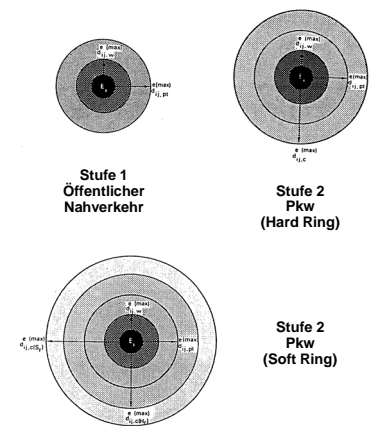 e (max)
d ij, w
E
e (max)
d ij, pt
Stufe 1
Öffentlicher
Nahverkehr
e (max)
d ij, w
E
e (max)
d ij, pt
e (max)
d ij, c
Stufe 2
Pkw
(Hard Ring)
e (max)
d ij, w
E
e (max)
d ij, c(S
e (max)
d ij, pt
e (max)
d ij, c(H
Stufe 2
Pkw
(Soft Ring)